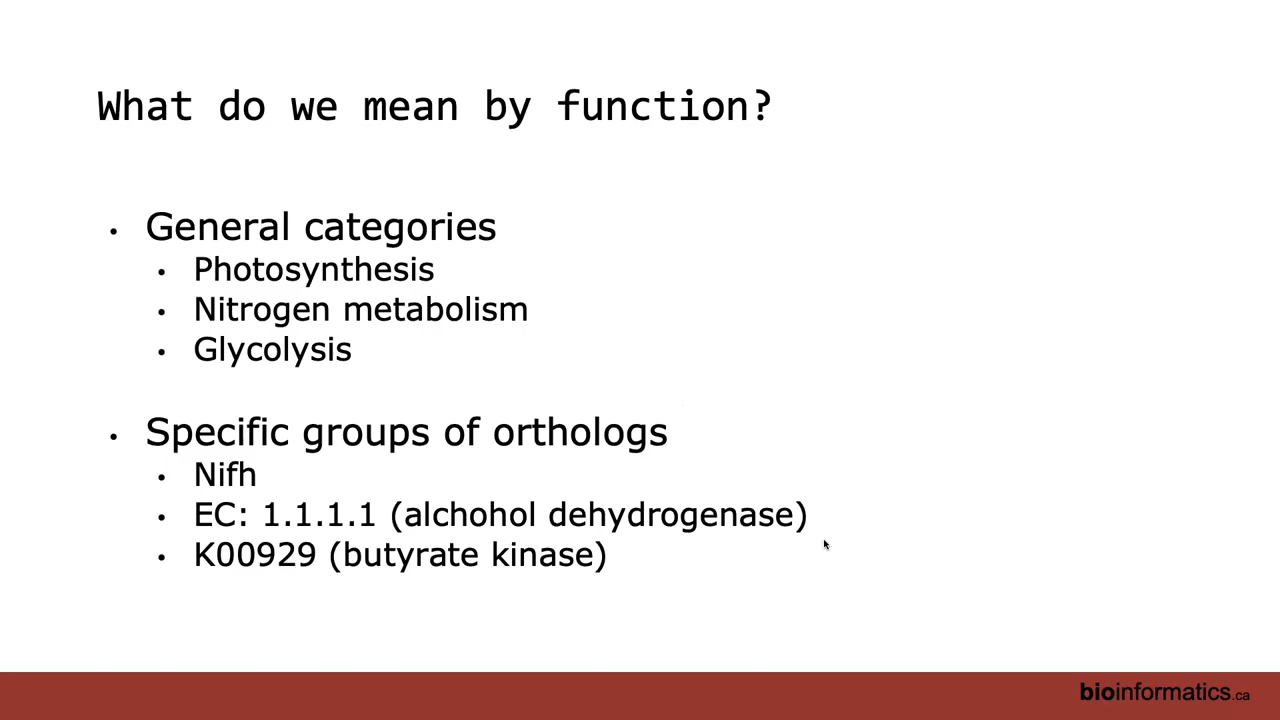 What do we mean by function?
• General categories
• Photosynthesis
• Nitrogen metabolism
• Glycolysis
• Specific groups of orthologs
• Nifh
• EC: 1.1.1.1 (alchohol dehydrogenase)
• K00929 (butyrate kinase)
bioinformatics.ca